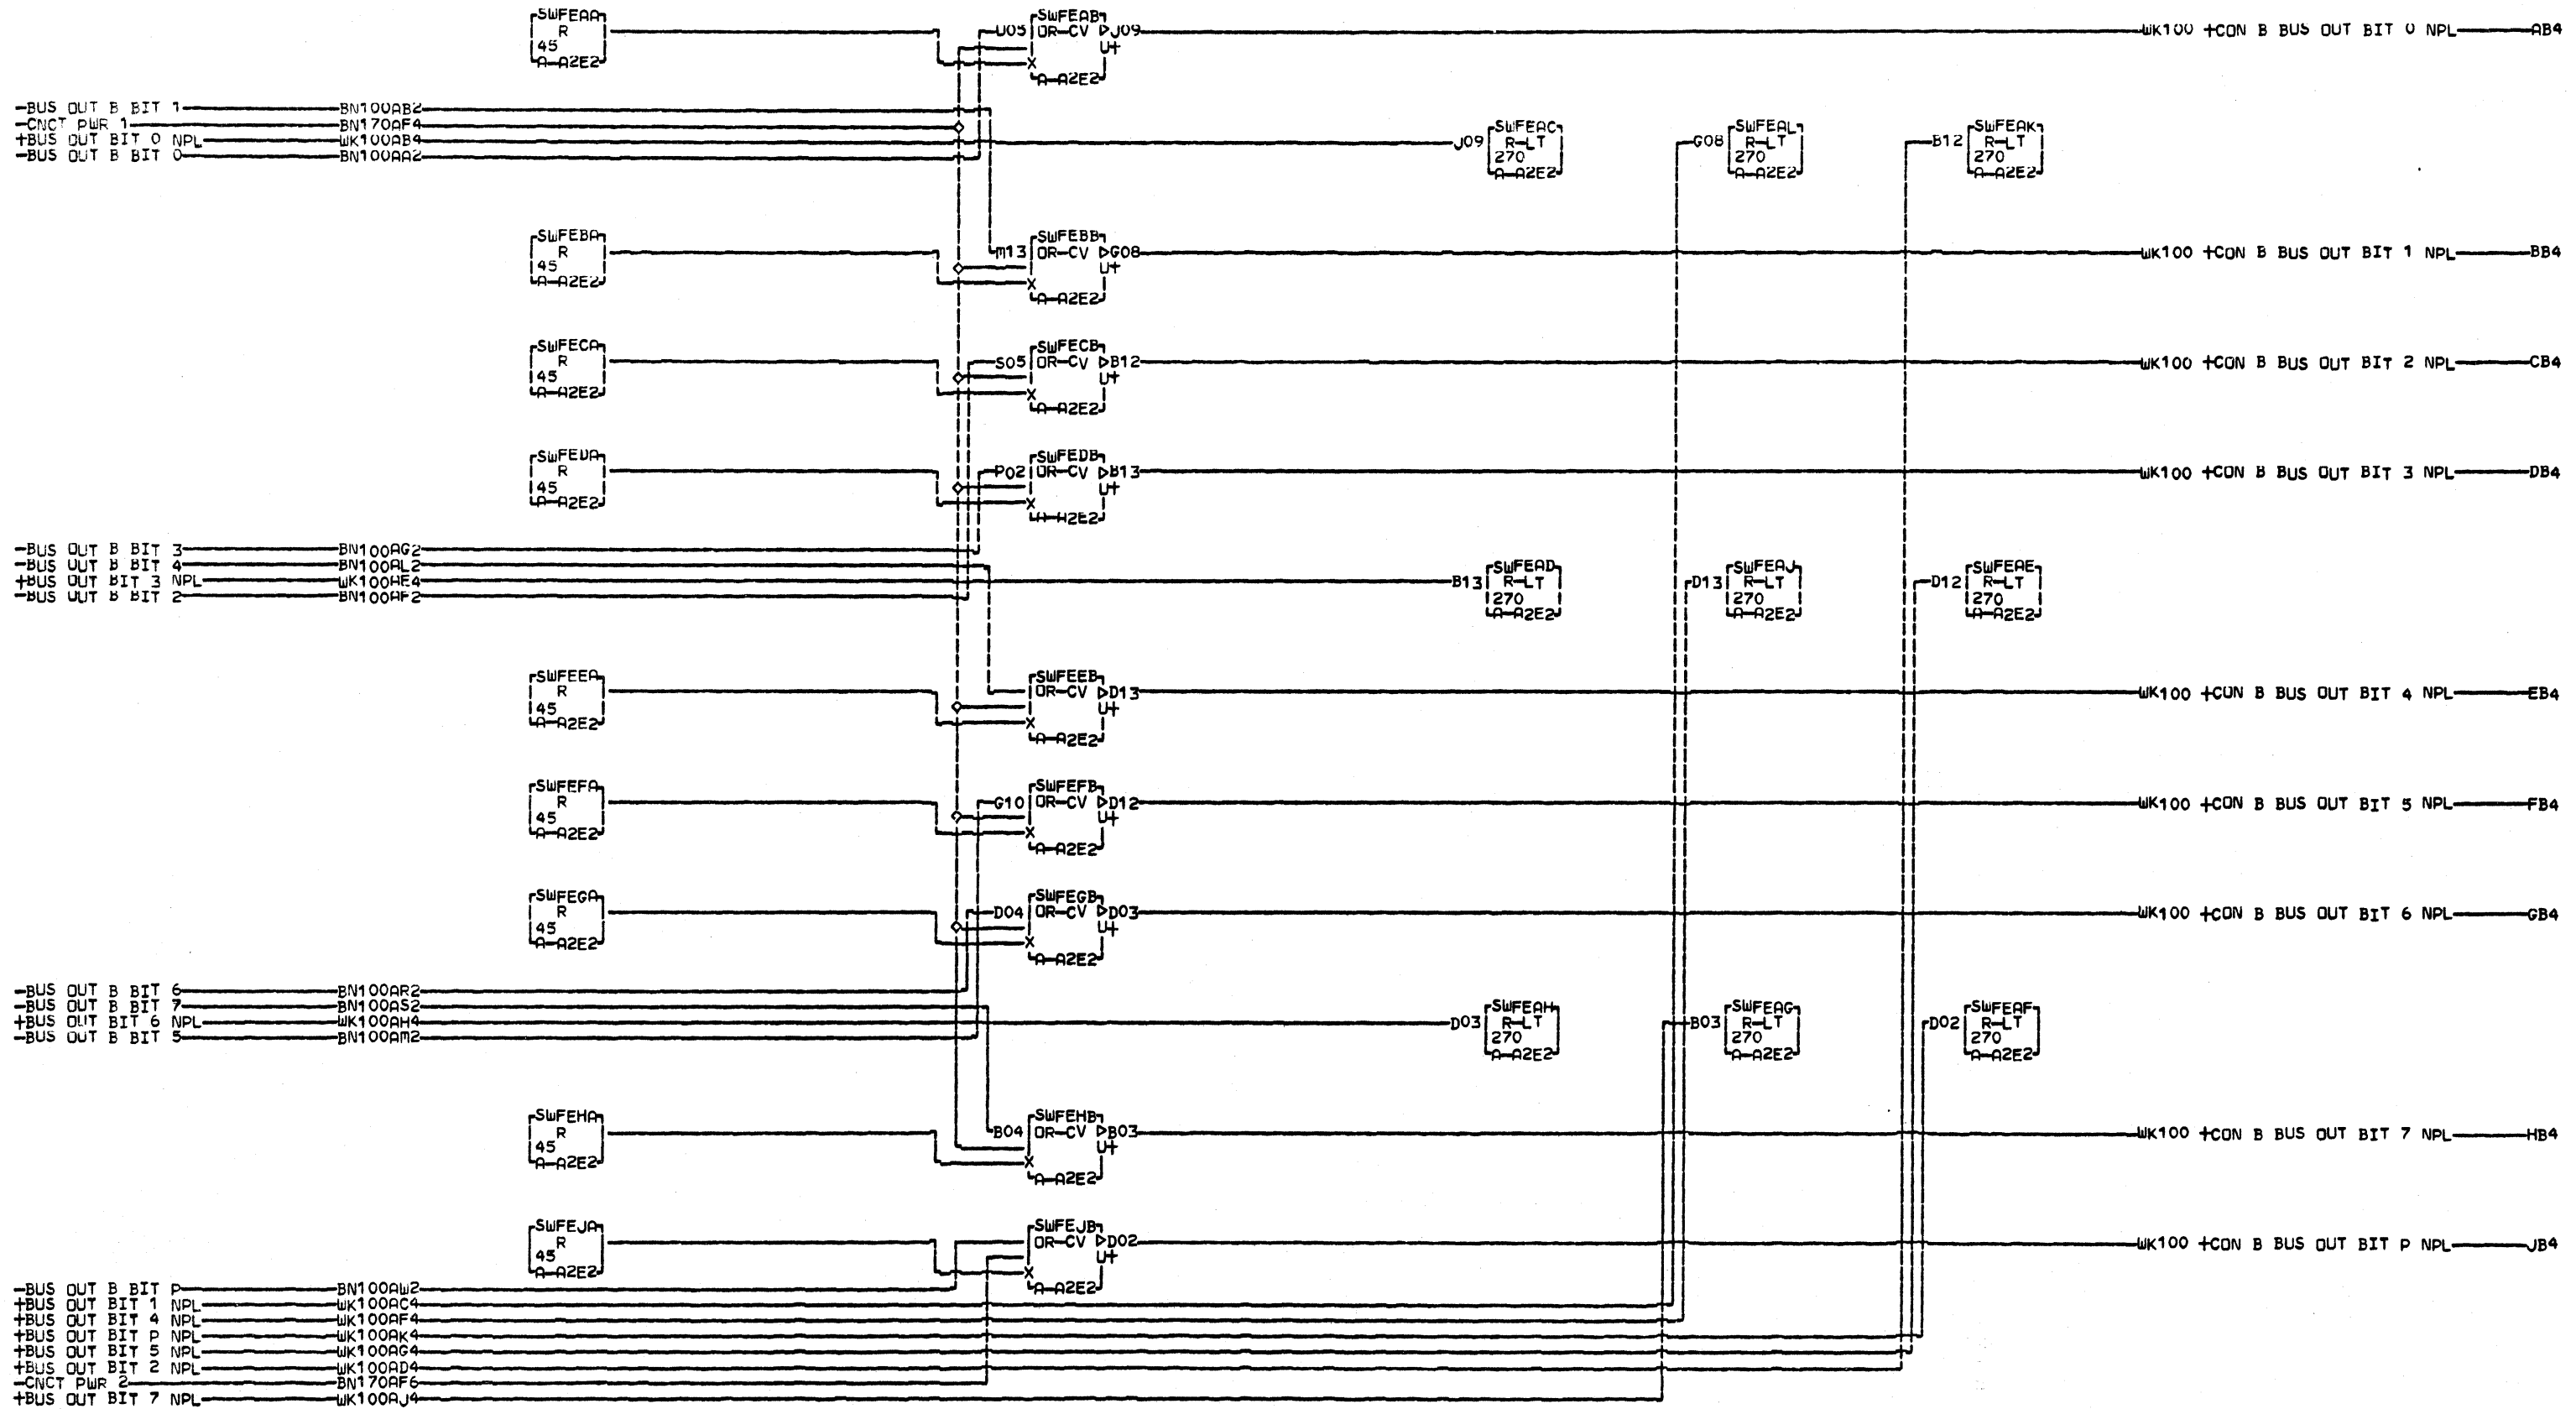 SWFEAA
R
45
A-A2E2
SWFEAB
U05 OR-CV J09
U+
X
A-A2E2
WK100 +CON B BUS OUT BIT 0 NPL AB4
-BUS OUT B BIT 1 BN100AB2
-CNCT PWR 1 BN170AF4
+BUS OUT BIT 0 NPL WK100AB4
-BUS OUT B BIT 0 BN100AA2
SWFEAC
J09 R-LT
270
A-A2E2
SWFEAL
G08 R-LT
270
A-A2E2
SWFEAK
B12 R-LT
270
A-A2E2
SWFEBA
R
45
A-A2E2
SWFEBB
M13 OR-CV G08
U+
X
A-A2E2
WK100 +CON B BUS OUT BIT 1 NPL BB4
SWFECA
R
45
A-A2E2
SWFECB
S05 OR-CV B12
U+
X
A-A2E2
WK100 +CON B BUS OUT BIT 2 NPL CB4
SWFEDA
R
45
A-A2E2
SWFEDB
P02 OR-CV B13
U+
X
A-A2E2
WK100 +CON B BUS OUT BIT 3 NPL DB4
-BUS OUT B BIT 3 BN100AG2
-BUS OUT B BIT 4 BN100AL2
+BUS OUT BIT 3 NPL WK100AE4
-BUS OUT B BIT 2 BN100AF2
SWFEAD
B13 R-LT
270
A-A2E2
SWFEAJ
D13 R-LT
270
A-A2E2
SWFEAE
D12 R-LT
270
A-A2E2
SWFEEA
R
45
A-A2E2
SWFEEB
OR-CV D13
U+
X
A-A2E2
WK100 +CON B BUS OUT BIT 4 NPL EB4
SWFEFA
R
45
A-A2E2
SWFEFB
G10 OR-CV D12
U+
X
A-A2E2
WK100 +CON B BUS OUT BIT 5 NPL FB4
SWFEGA
R
45
A-A2E2
SWFEGB
D04 OR-CV D03
U+
X
A-A2E2
WK100 +CON B BUS OUT BIT 6 NPL GB4
-BUS OUT B BIT 6 BN100AR2
-BUS OUT B BIT 7 BN100AS2
+BUS OUT BIT 6 NPL WK100AH4
-BUS OUT B BIT 5 BN100AM2
SWFEAH
D03 R-LT
270
A-A2E2
SWFEAG
B03 R-LT
270
A-A2E2
SWFEAF
D02 R-LT
270
A-A2E2
SWFEHA
R
45
A-A2E2
SWFEHB
B04 OR-CV B03
U+
X
A-A2E2
WK100 +CON B BUS OUT BIT 7 NPL HB4
SWFEJA
R
45
A-A2E2
SWFEJB
OR-CV D02
U+
X
A-A2E2
WK100 +CON B BUS OUT BIT P NPL JB4
-BUS OUT B BIT P BN100AW2
+BUS OUT BIT 1 NPL WK100AC4
+BUS OUT BIT 4 NPL WK100AF4
+BUS OUT BIT P NPL WK100AK4
+BUS OUT BIT 5 NPL WK100AG4
+BUS OUT BIT 2 NPL WK100AD4
-CNCT PWR 2 BN170AF6
+BUS OUT BIT 7 NPL WK100AJ4